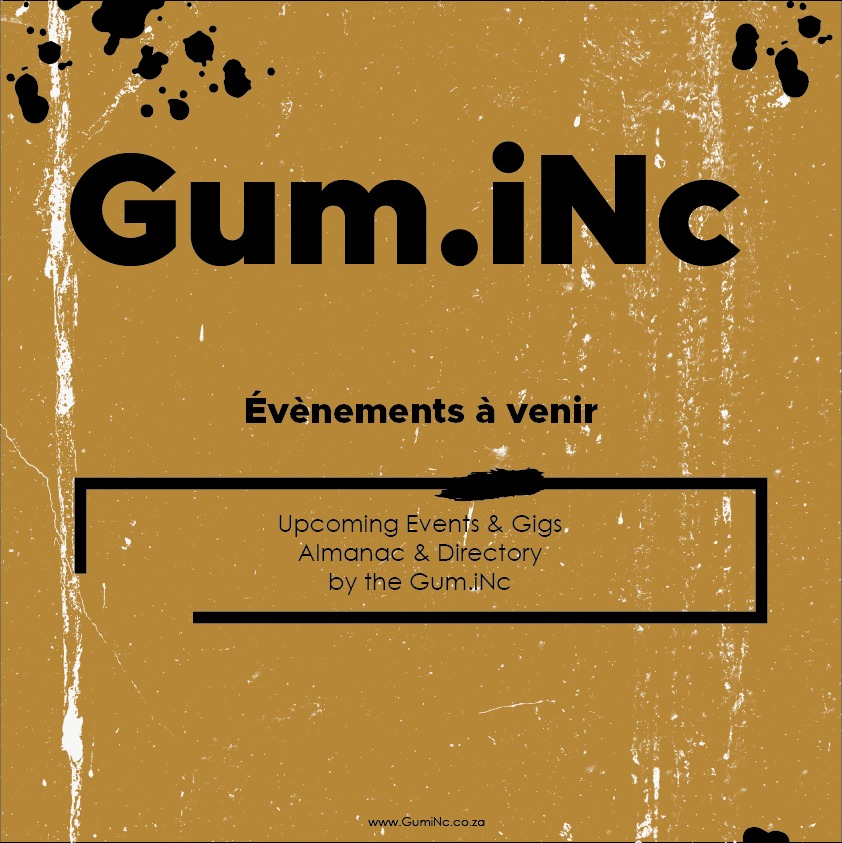 Gum.iNc
Évènements à venir
Upcoming Events & Gigs
Almanac & Directory
by the Gum.iNc
www.GumiNc.co.za